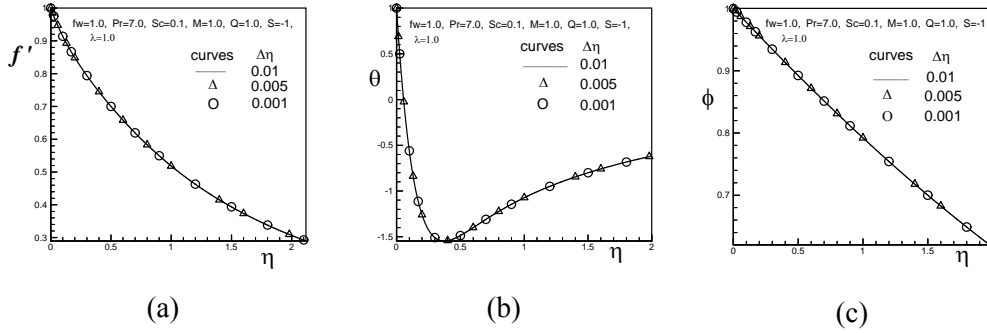 fw=1.0, Pr=7.0, Sc=0.1, M=1.0, Q=1.0, S=-1,
λ=1.0
curves Δη
0.01
Δ 0.005
O 0.001
f'
1
0.9
0.8
0.7
0.6
0.5
0.4
0.3
0 0.5 1 1.5 2
η
(a)
fw=1.0, Pr=7.0, Sc=0.1, M=1.0, Q=1.0, S=-1,
λ=1.0
curves Δη
0.01
Δ 0.005
O 0.001
θ
1
0.5
0
-0.5
-1
-1.5
0 0.5 1 1.5 2
η
(b)
fw=1.0, Pr=7.0, Sc=0.1, M=1.0, Q=1.0, S=-1
λ=1.0
curves Δη
0.01
Δ 0.005
O 0.001
ϕ
1
0.9
0.8
0.7
0 0.5 1 1.5
η
(c)